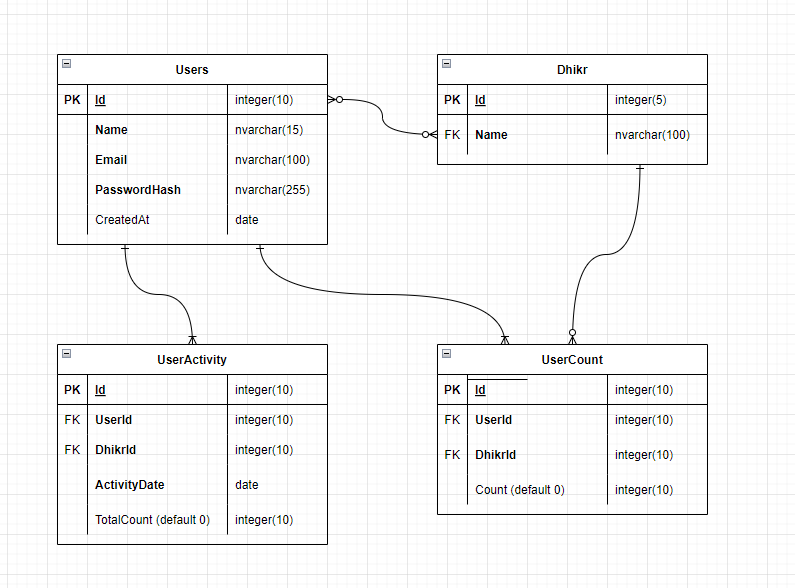 Users
PK Id integer(10)
Name nvarchar(15)
Email nvarchar(100)
PasswordHash nvarchar(255)
CreatedAt date
Dhikr
PK Id integer(5)
FK Name nvarchar(100)
UserActivity
PK Id integer(10)
FK UserId integer(10)
FK DhikrId integer(10)
ActivityDate date
TotalCount (default 0) integer(10)
UserCount
PK Id integer(10)
FK UserId integer(10)
FK DhikrId integer(10)
Count (default 0) integer(10)